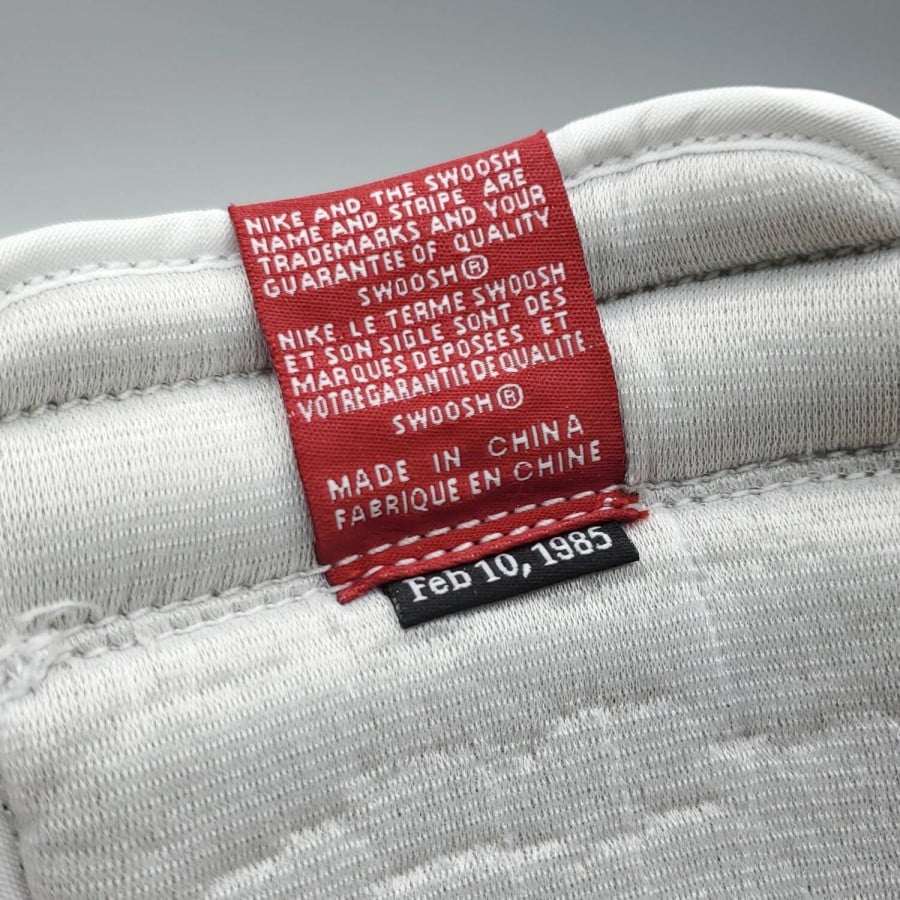 NIKE AND THE SWOOSH
NAME AND STRIPE ARE
TRADEMARKS AND YOUR
GUARANTEE OF QUALITY
SWOOSH®
NIKE, LE TERME SWOOSH
ET SON SIGLE SONT DES
MARQUES DEPOSEES ET
VOTRE GARANTIE DE QUALITE.
SWOOSH®
MADE IN CHINA
FABRIQUE EN CHINE
Feb 10, 1985